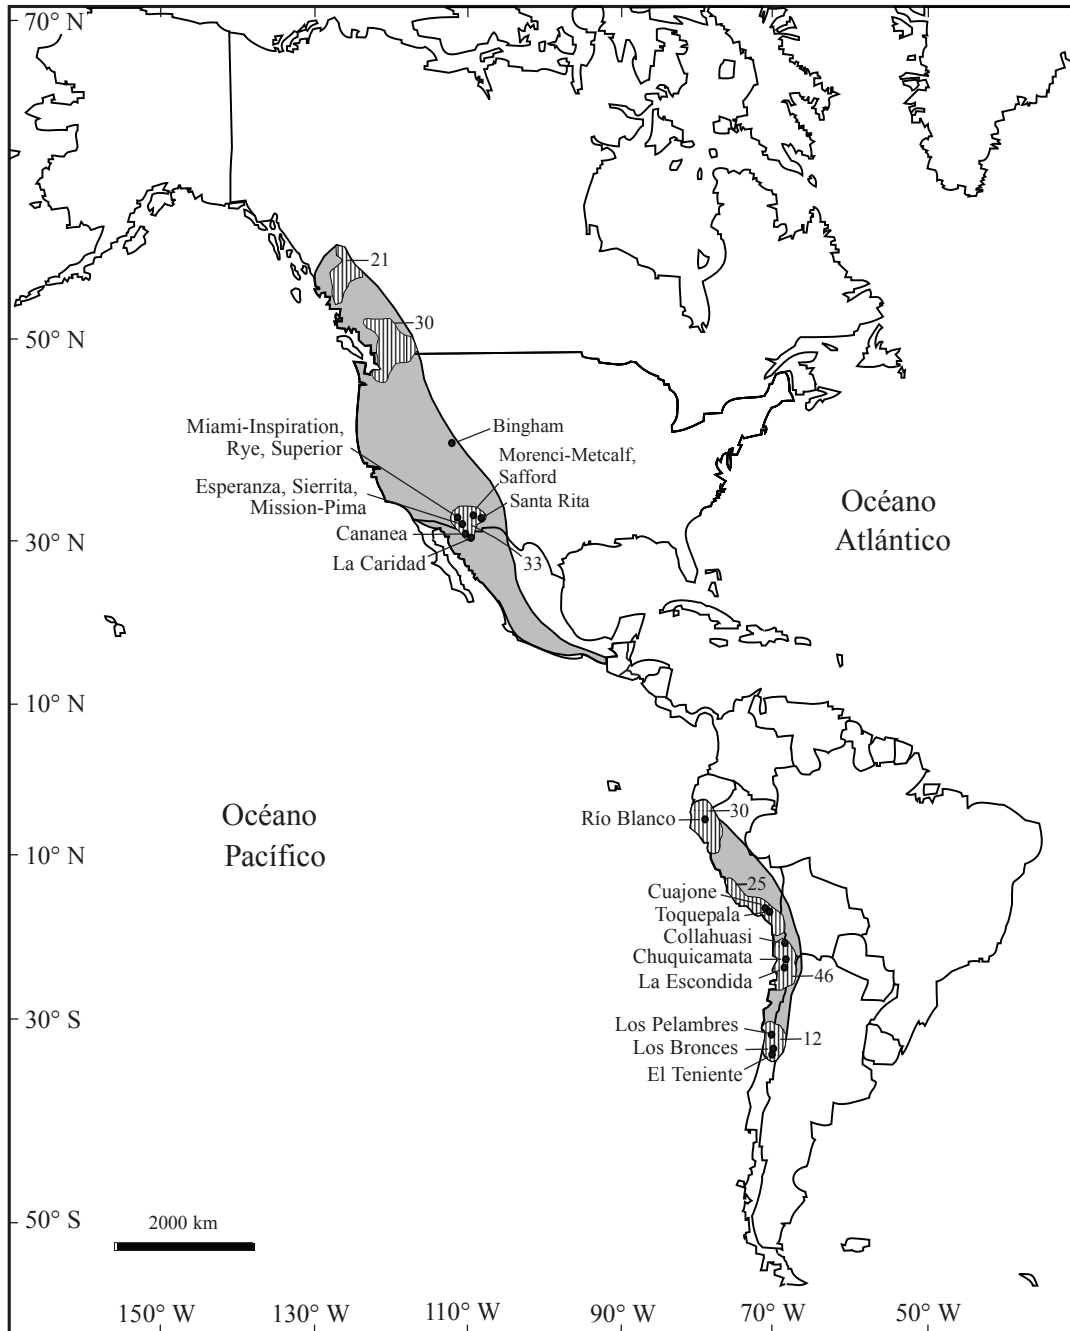 70° N
21
30
50° N
Miami-Inspiration,
Rye, Superior
Bingham
Morenci-Metcalf,
Safford
Esperanza, Sierrita,
Mission-Pima
Santa Rita
Océano
Atlántico
30° N
Cananea
La Caridad
33
10° N
Océano
Pacífico
30
Río Blanco
10° N
25
Cuajone
Toquepala
Collahuasi
Chuquicamata
La Escondida
46
30° S
Los Pelambres
12
Los Bronces
El Teniente
50° S
2000 km
150° W
130° W
110° W
90° W
70° W
50° W